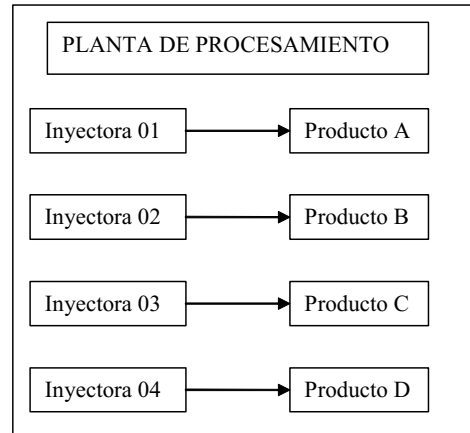 PLANTA DE PROCESAMIENTO
Inyectora 01 Producto A
Inyectora 02 Producto B
Inyectora 03 Producto C
Inyectora 04 Producto D